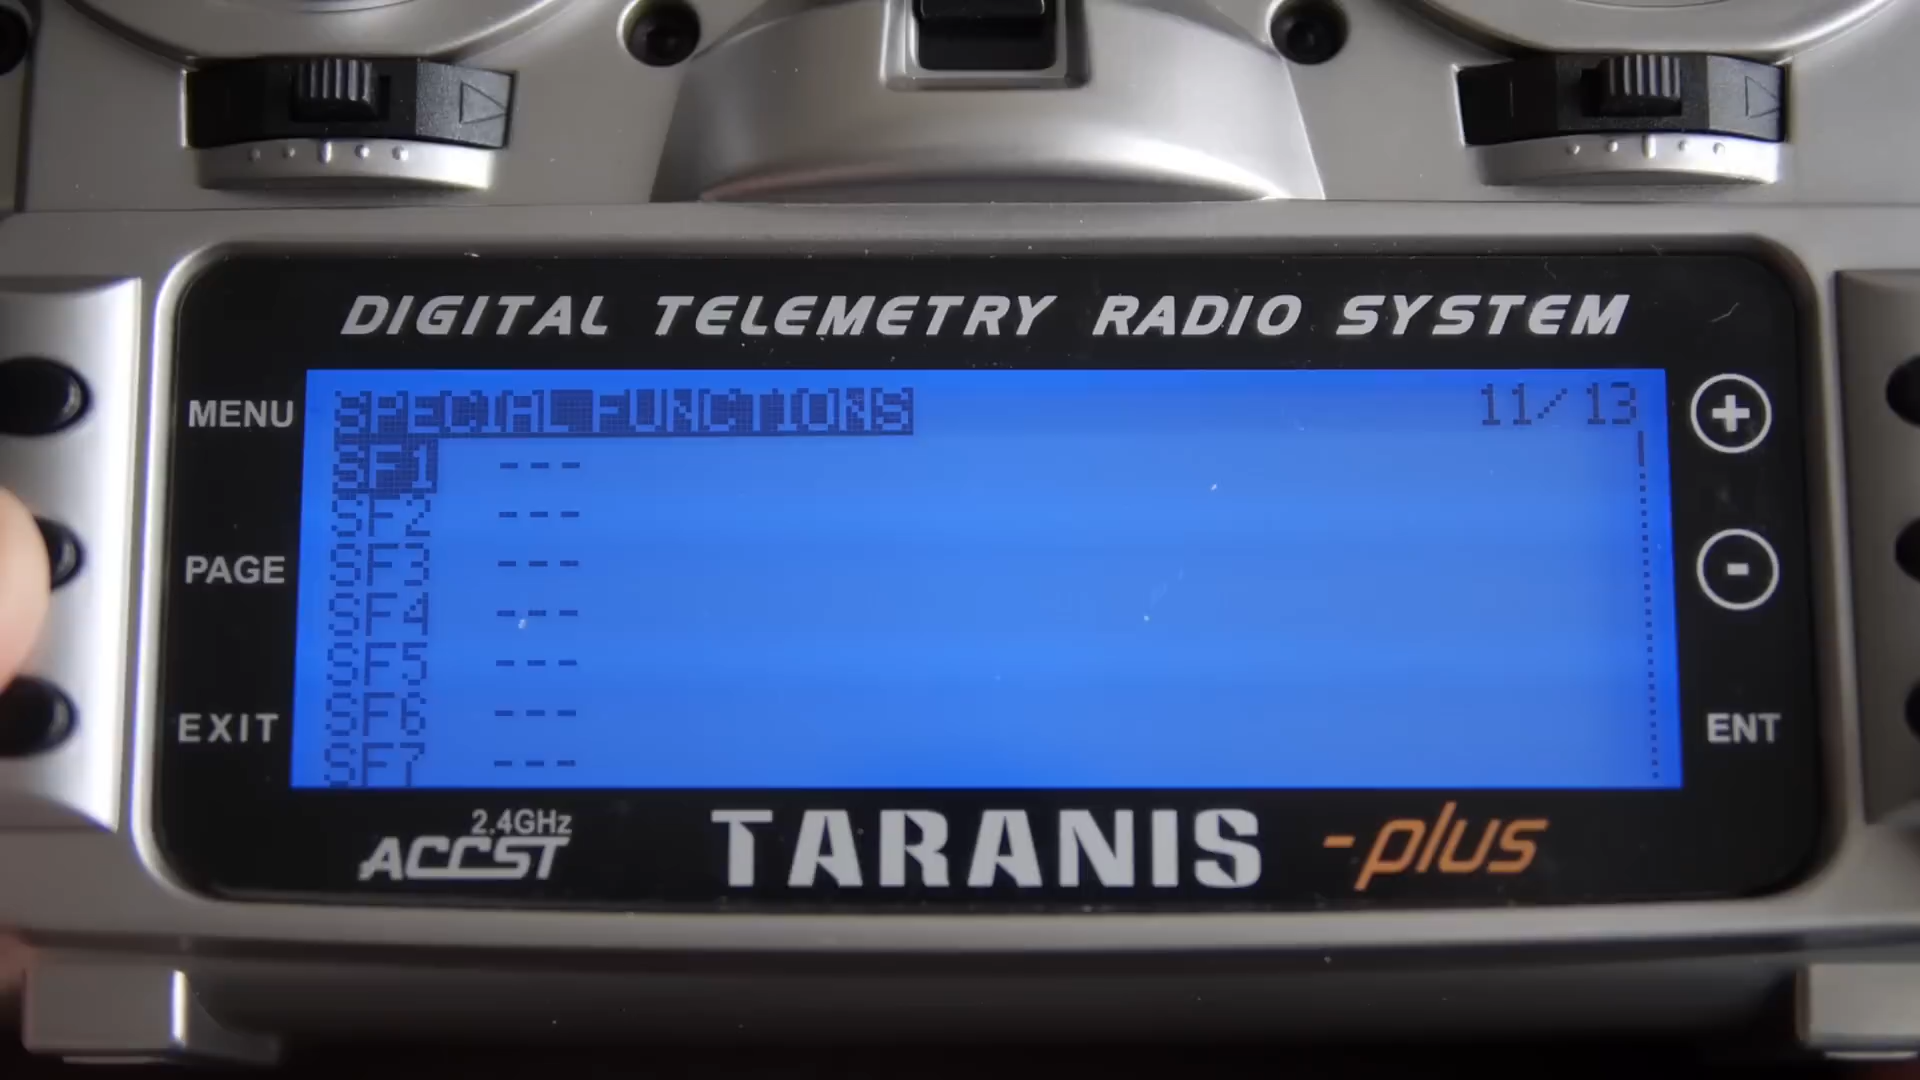 DIGITAL TELEMETRY RADIO SYSTEM
MENU
PAGE
EXIT
SPECIAL FUNCTIONS 11/13
SF1 ---
SF2 ---
SF3 ---
SF4 ---
SF5 ---
SF6 ---
SF7 ---
+
-
ENT
2.4GHz
ACCST
TARANIS -plus